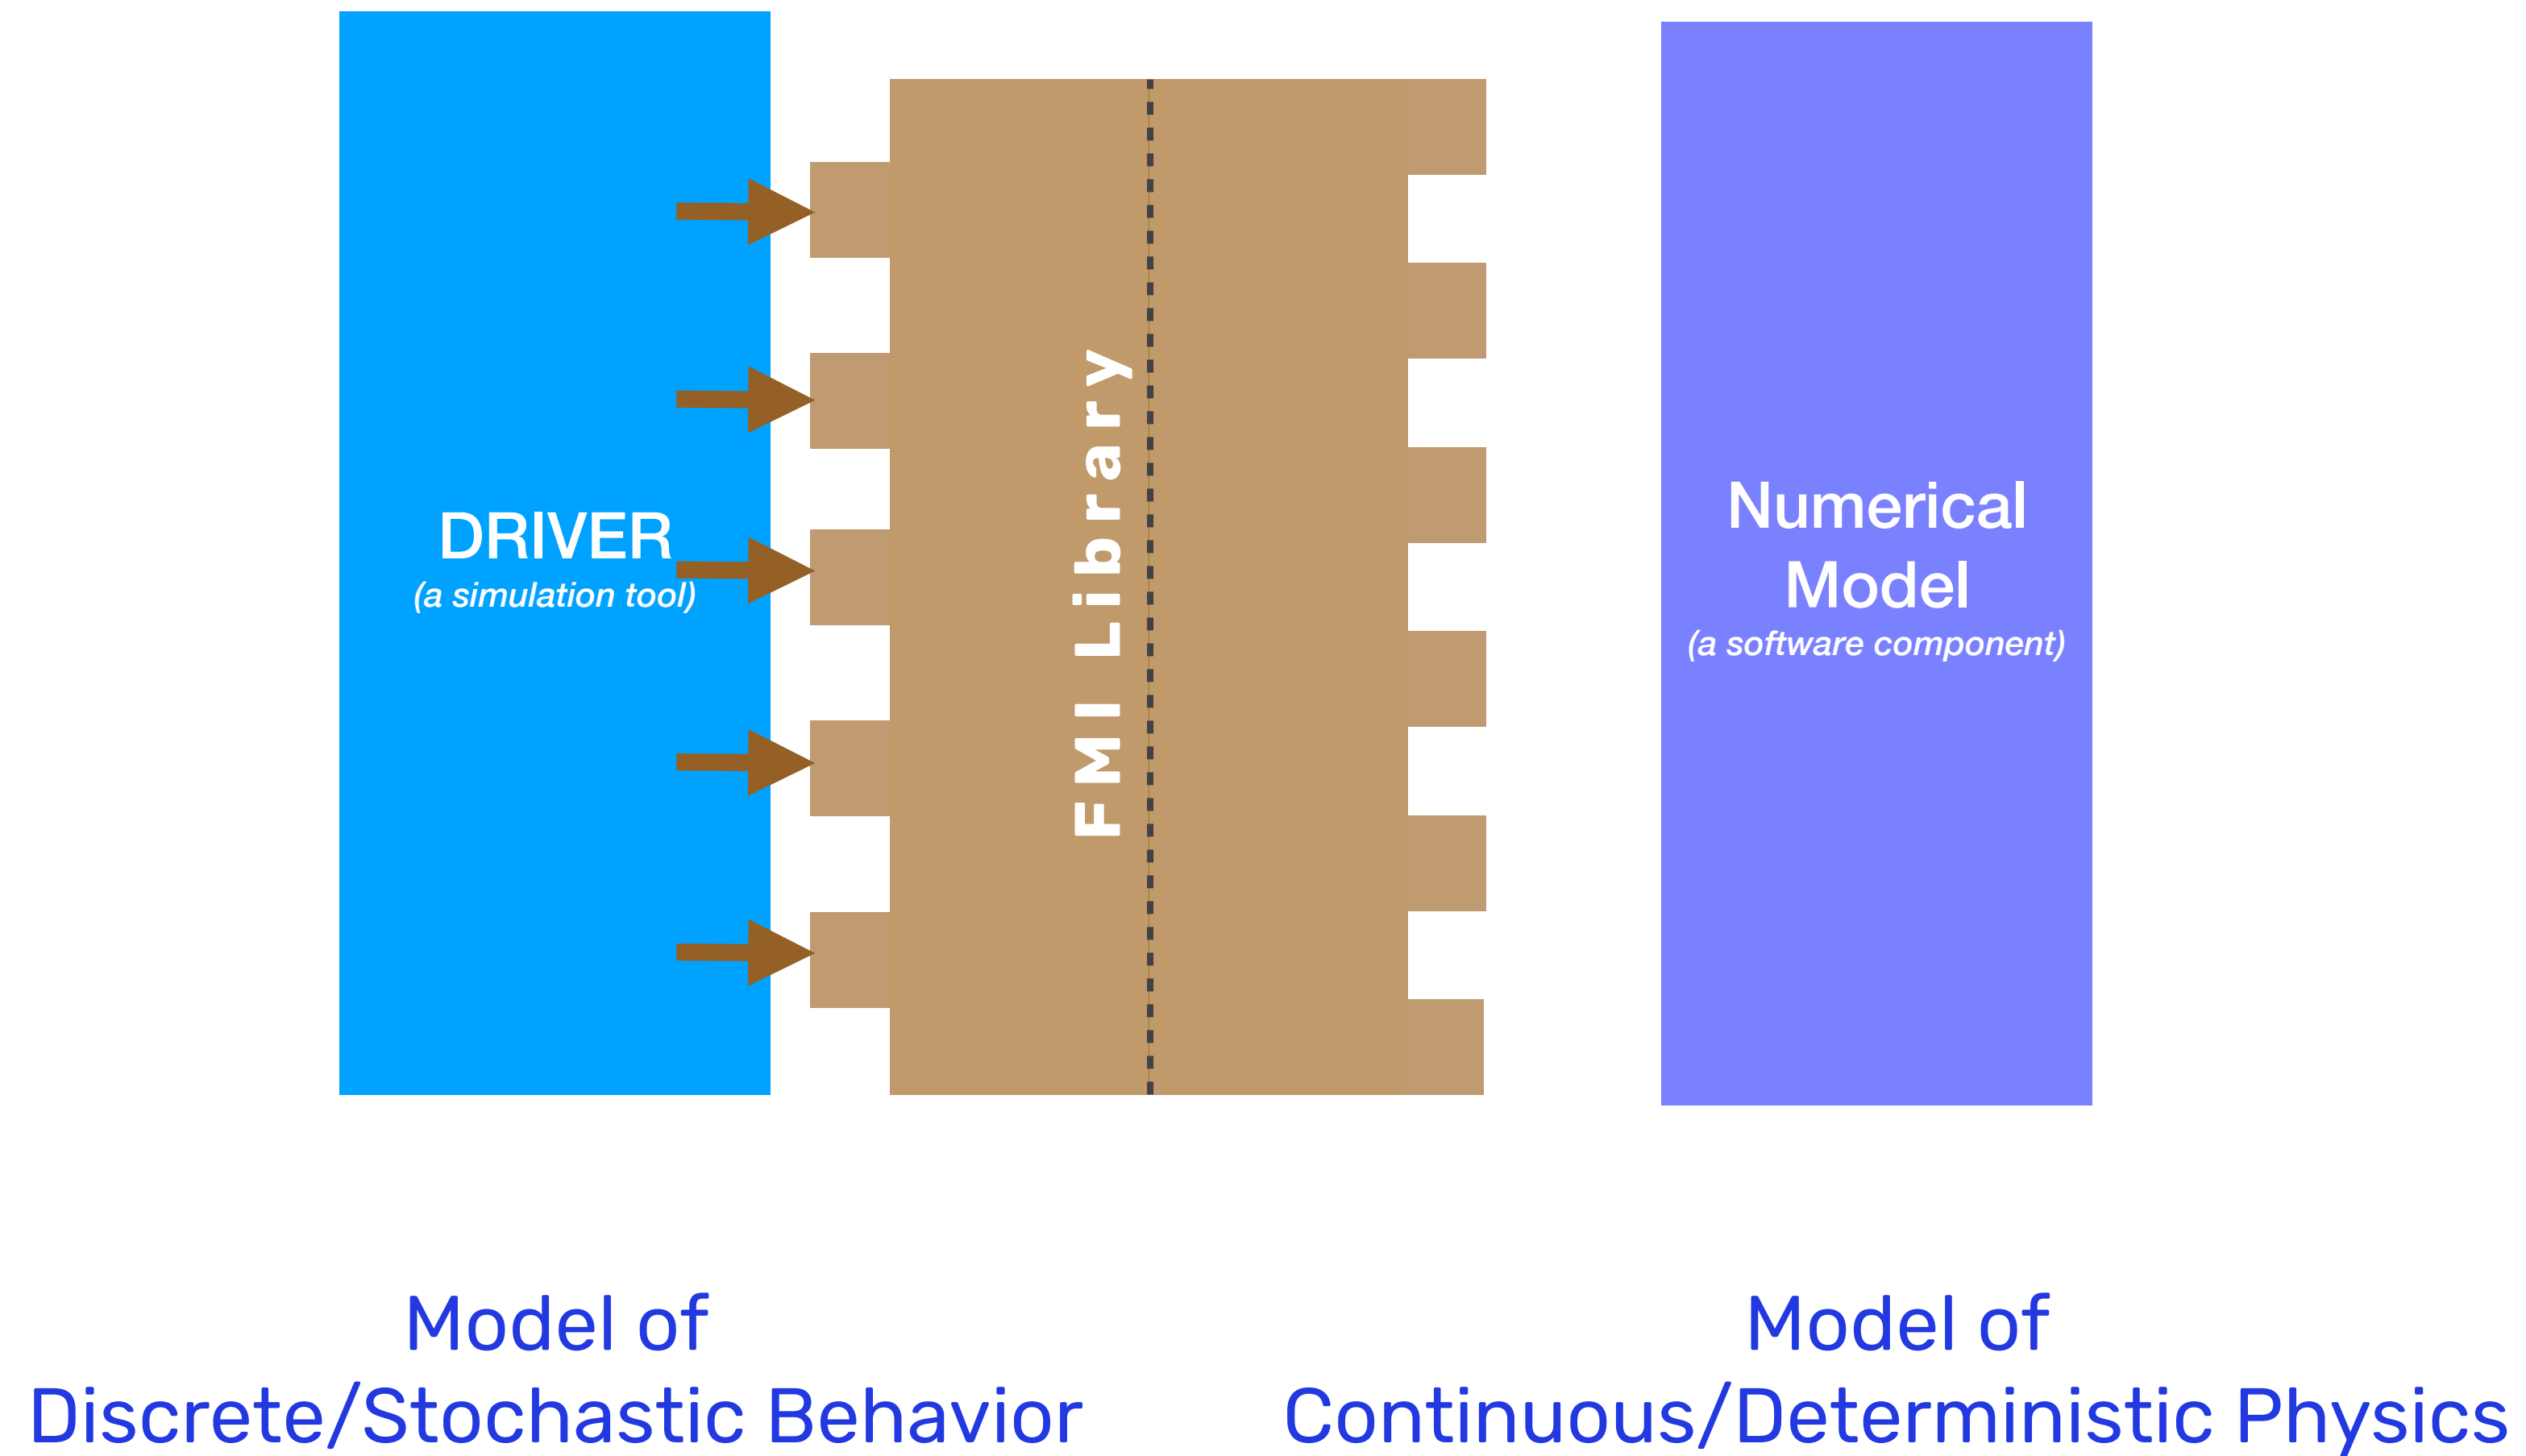 DRIVER
(a simulation tool)
FMI Library
Numerical
Model
(a software component)
Model of
Discrete/Stochastic Behavior
Model of
Continuous/Deterministic Physics